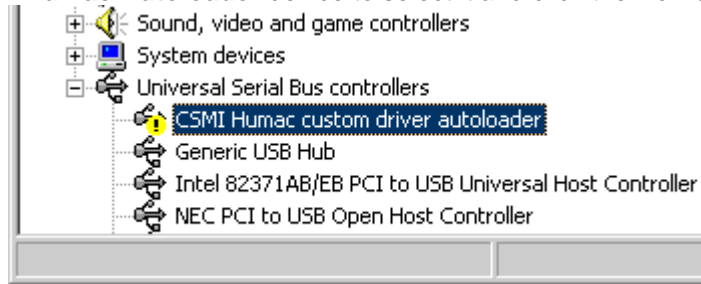 Sound, video and game controllers
System devices
Universal Serial Bus controllers
CSMI Humac custom driver autoloader
Generic USB Hub
Intel 82371AB/EB PCI to USB Universal Host Controller
NEC PCI to USB Open Host Controller